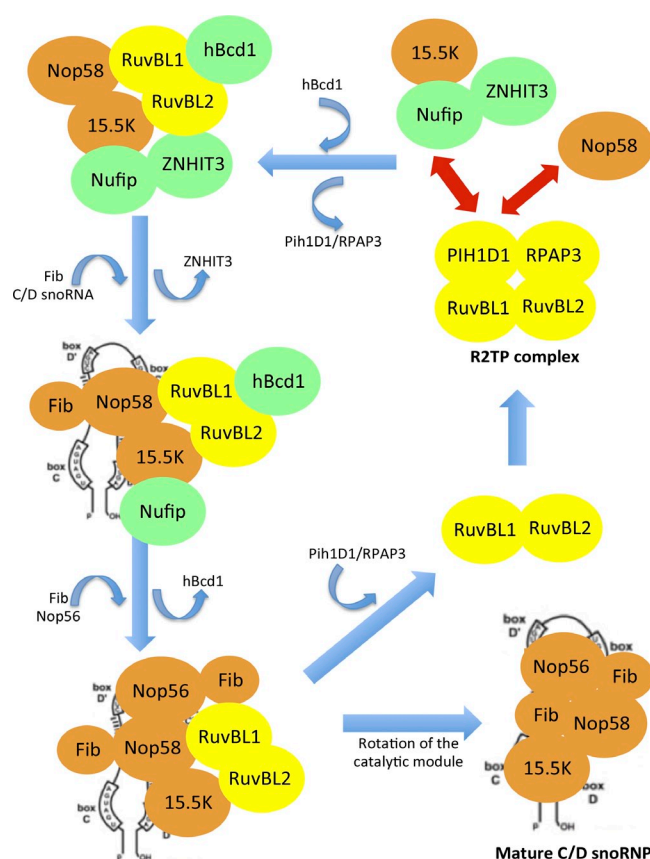 hBcd1
RuvBL1
Nop58
RuvBL2
15.5K
ZNHIT3
Nufip
hBcd1
Pih1D1/RPAP3
15.5K
ZNHIT3
Nufip
Nop58
PIH1D1
RPAP3
RuvBL1
RuvBL2
R2TP complex
Fib
C/D snoRNA
ZNHIT3
box
D'
hBcd1
RuvBL1
Nop58
Fib
RuvBL2
15.5K
box
C
Nufip
P
OH
RuvBL1
RuvBL2
Fib
Nop56
hBcd1
Pih1D1/RPAP3
box
D'
Nop56
Fib
RuvBL1
Nop58
Fib
RuvBL2
15.5K
box
C
P
OH
Rotation of the
catalytic module
box
D'
box
Nop56
Fib
Fib
Nop58
15.5K
box
C
box
D
P
OH
Mature C/D snoRNP